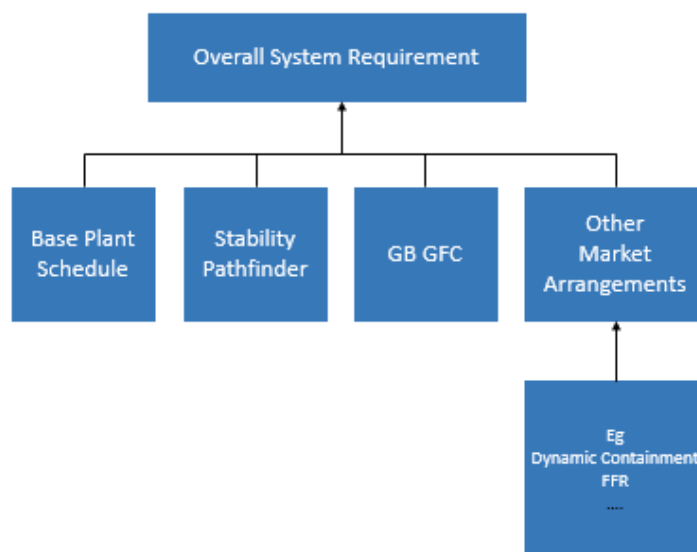 Overall System Requirement
Base Plant
Schedule
Stability
Pathfinder
GB GFC
Other
Market
Arrangements
Eg
Dynamic Containment
FFR
....